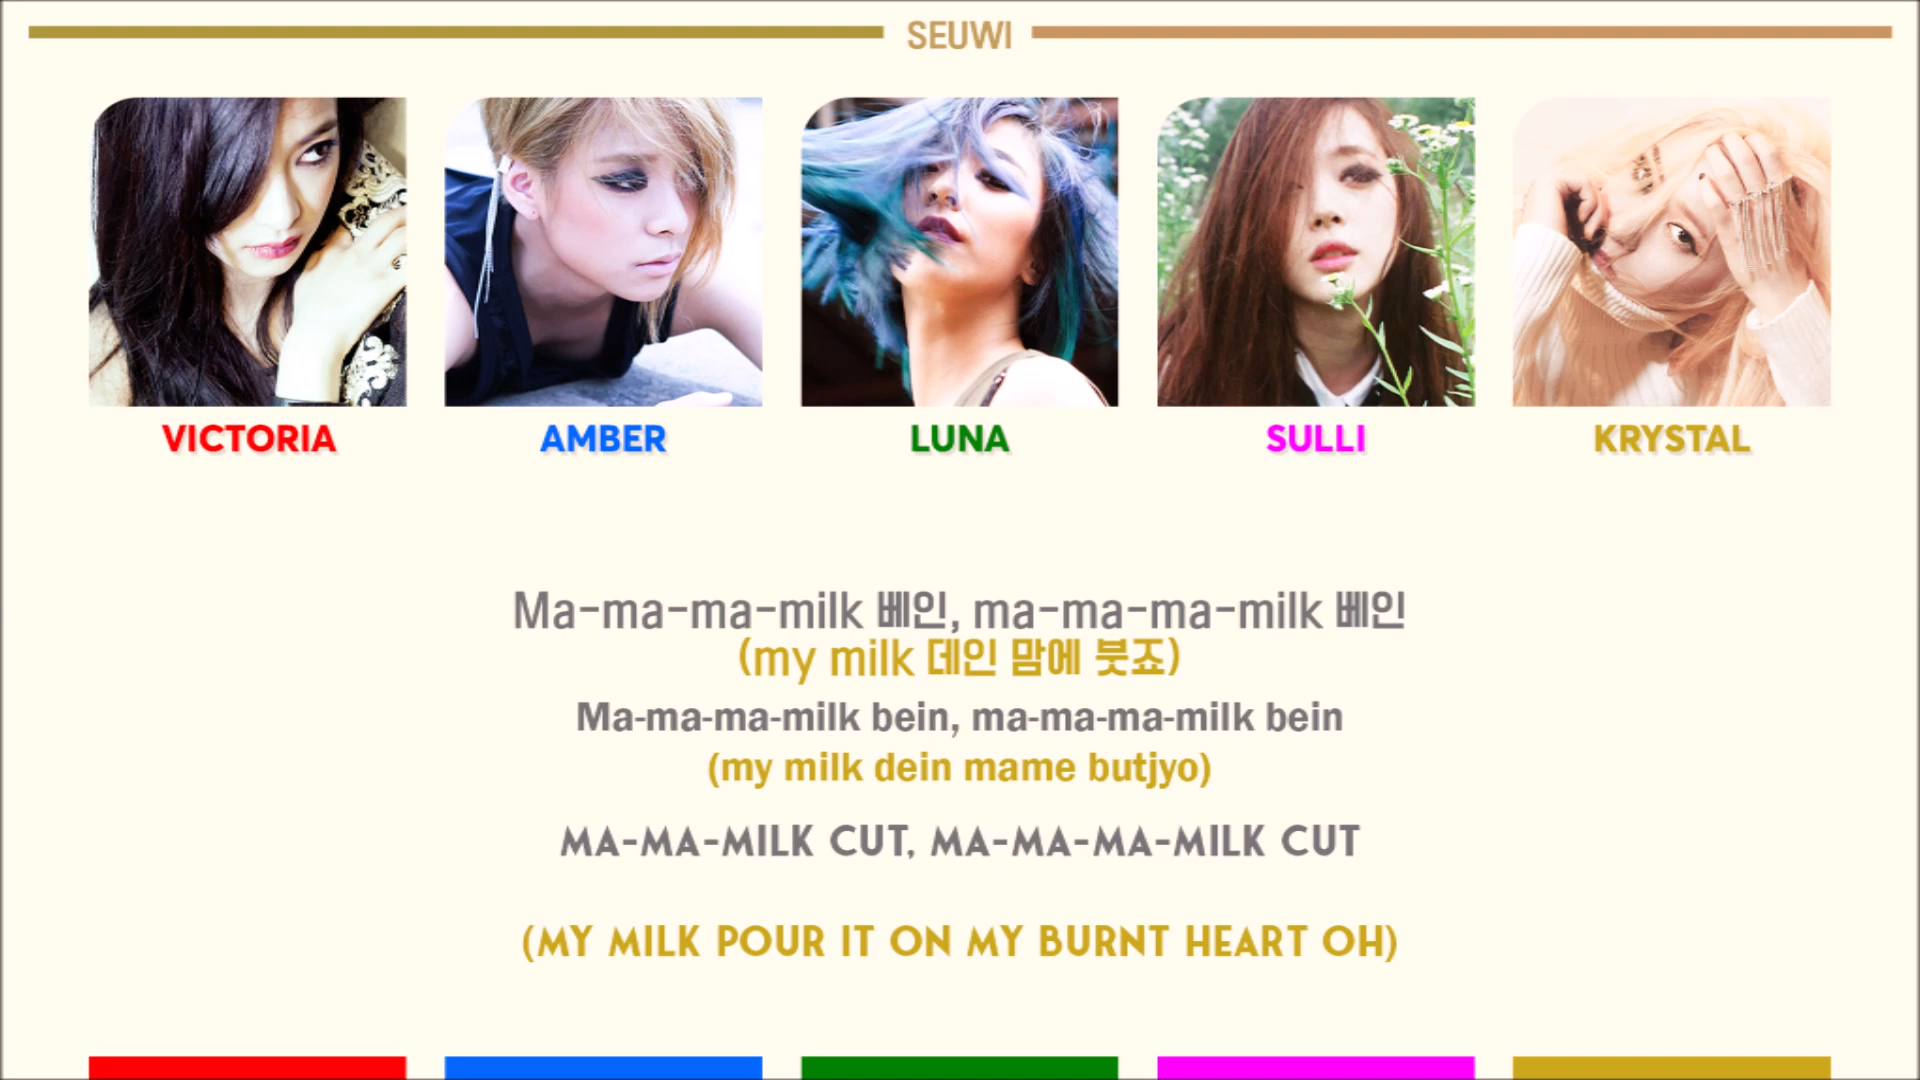 SEUWI
VICTORIA
AMBER
LUNA
SULLI
KRYSTAL
Ma-ma-ma-milk 베인, ma-ma-ma-milk 베인
(my milk 데인 맘에 붓죠)
Ma-ma-ma-milk bein, ma-ma-ma-milk bein
(my milk dein mame butjyo)
MA-MA-MILK CUT, MA-MA-MA-MILK CUT
(MY MILK POUR IT ON MY BURNT HEART OH)